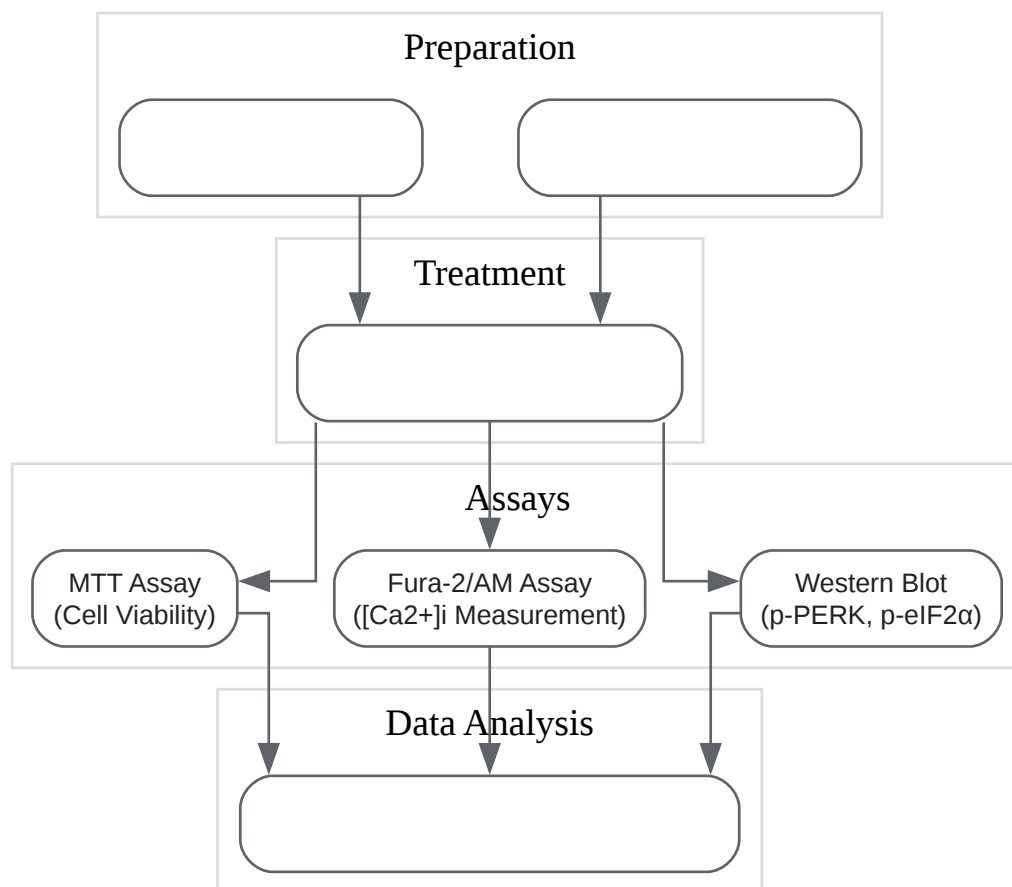 Preparation
Treatment
Assays
MTT Assay
(Cell Viability)
Fura-2/AM Assay
([Ca2+]i Measurement)
Western Blot
(p-PERK, p-eIF2α)
Data Analysis